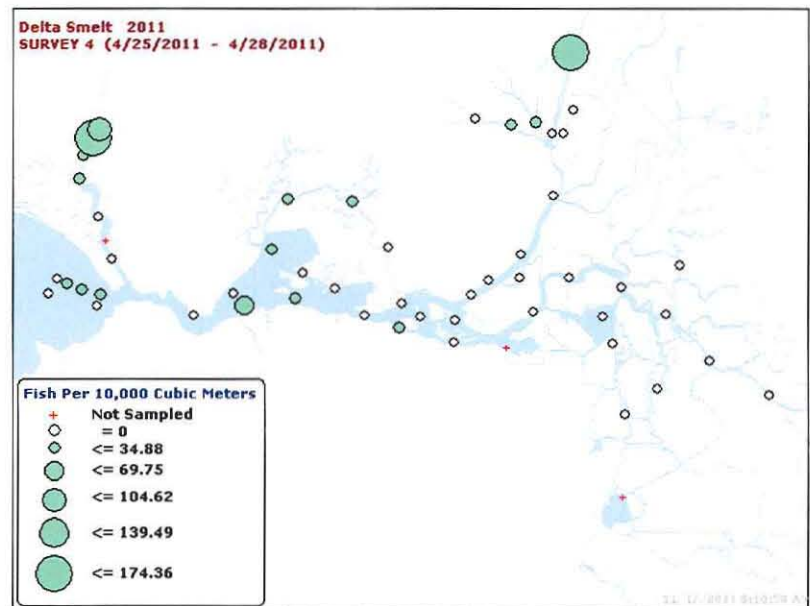 Delta Smelt 2011
SURVEY 4 (4/25/2011 - 4/28/2011)
Fish Per 10,000 Cubic Meters
Not Sampled
= 0
<= 34.88
<= 69.75
<= 104.62
<= 139.49
<= 174.36